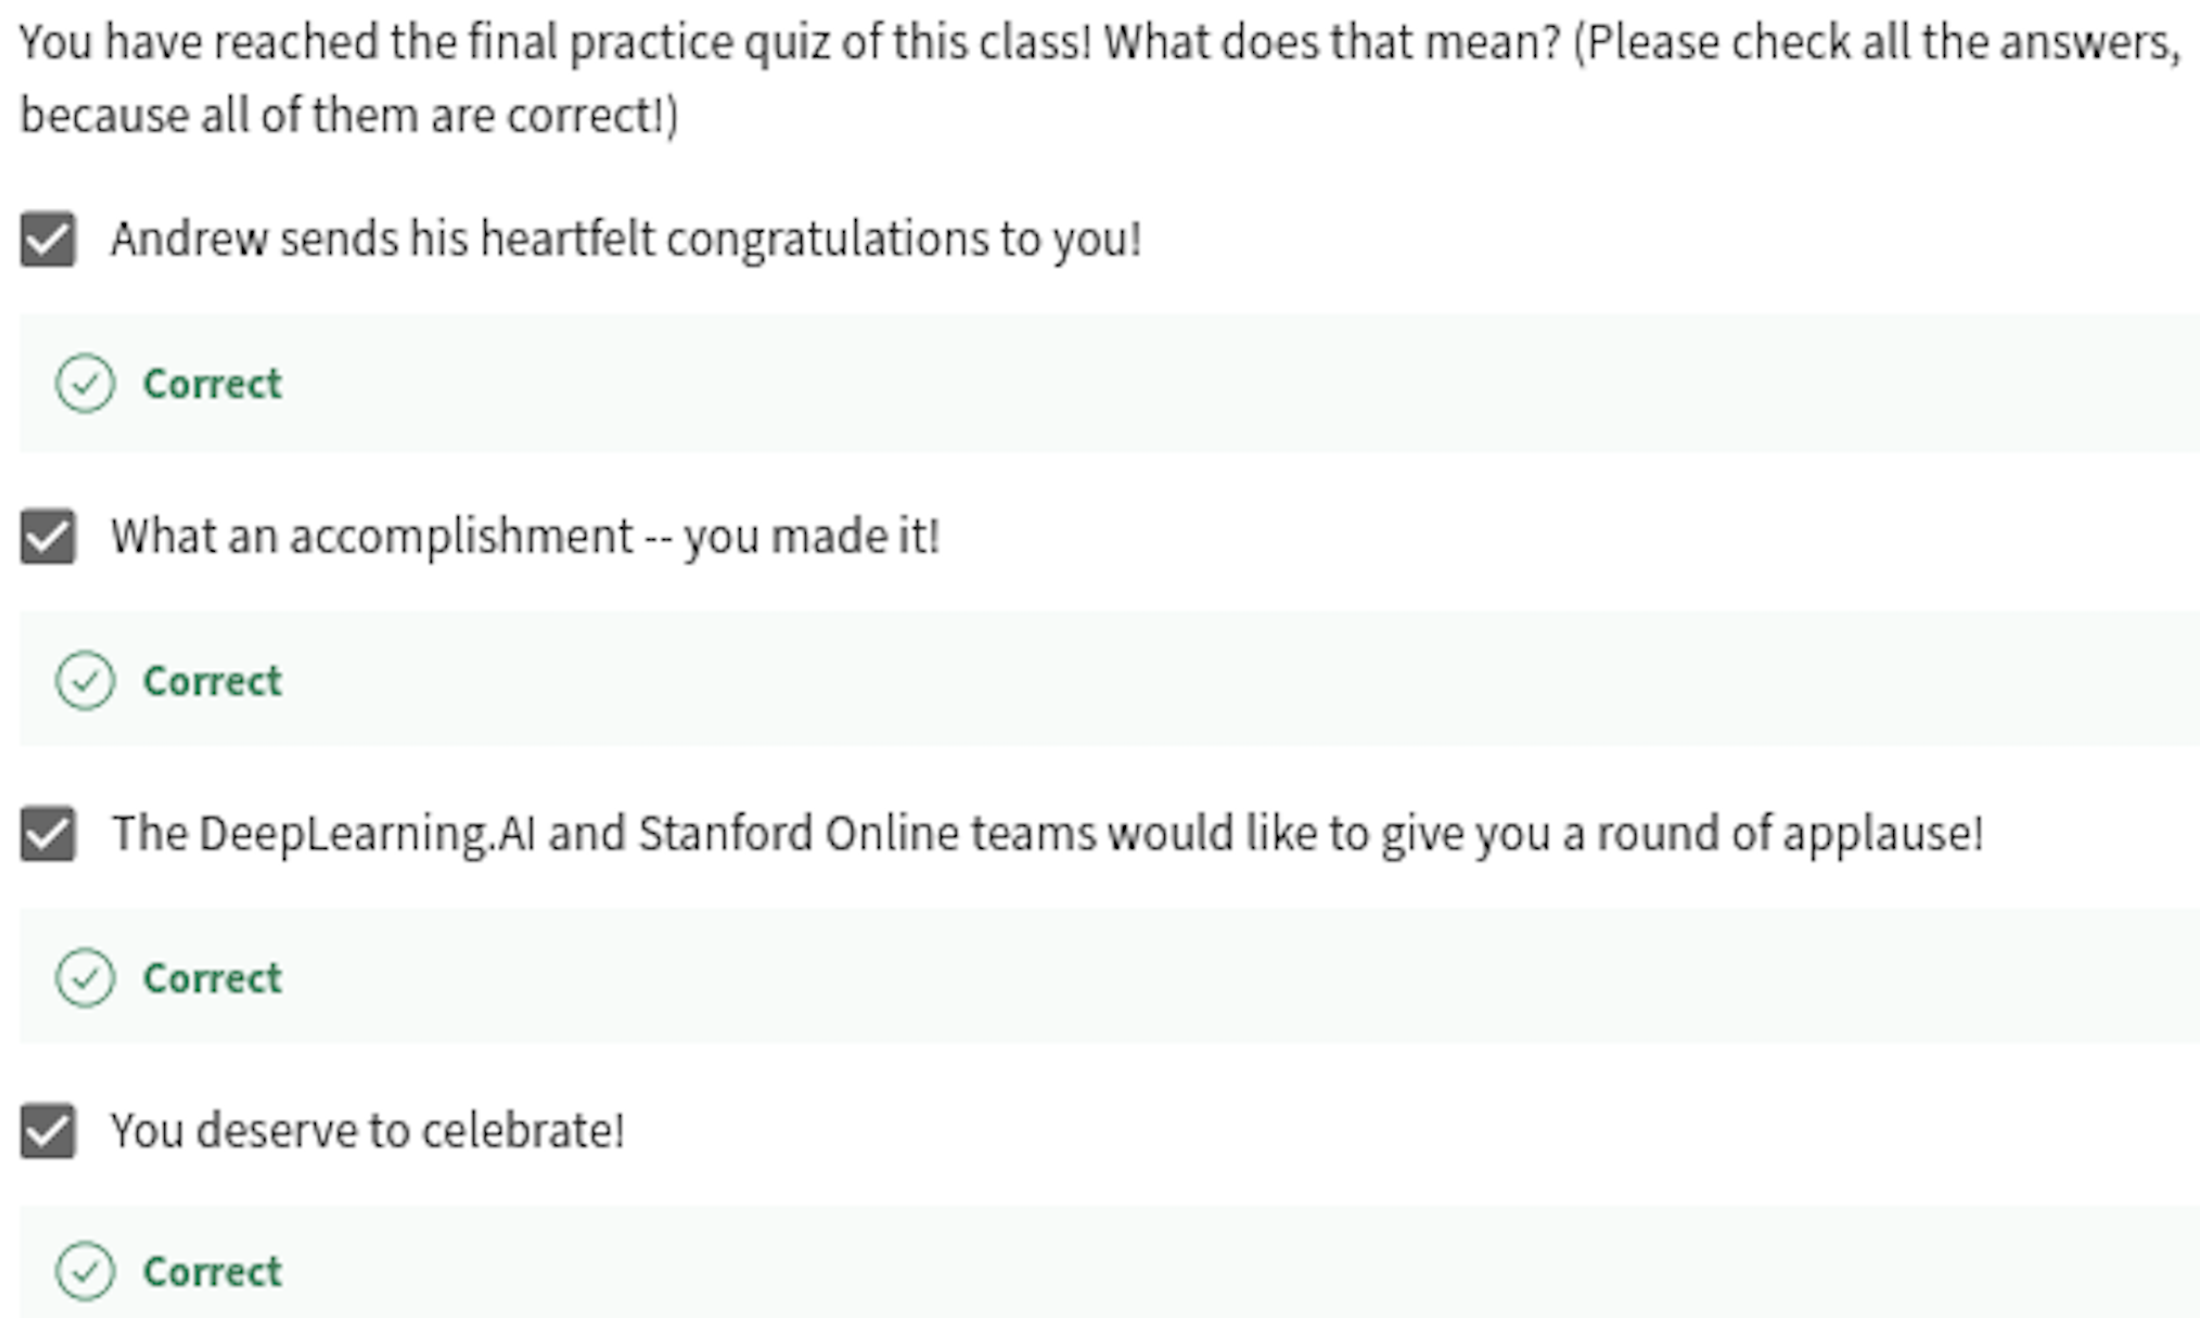 You have reached the final practice quiz of this class! What does that mean? (Please check all the answers,
because all of them are correct!)
Andrew sends his heartfelt congratulations to you!
Correct
What an accomplishment -- you made it!
Correct
The DeepLearning.AI and Stanford Online teams would like to give you a round of applause!
Correct
You deserve to celebrate!
Correct